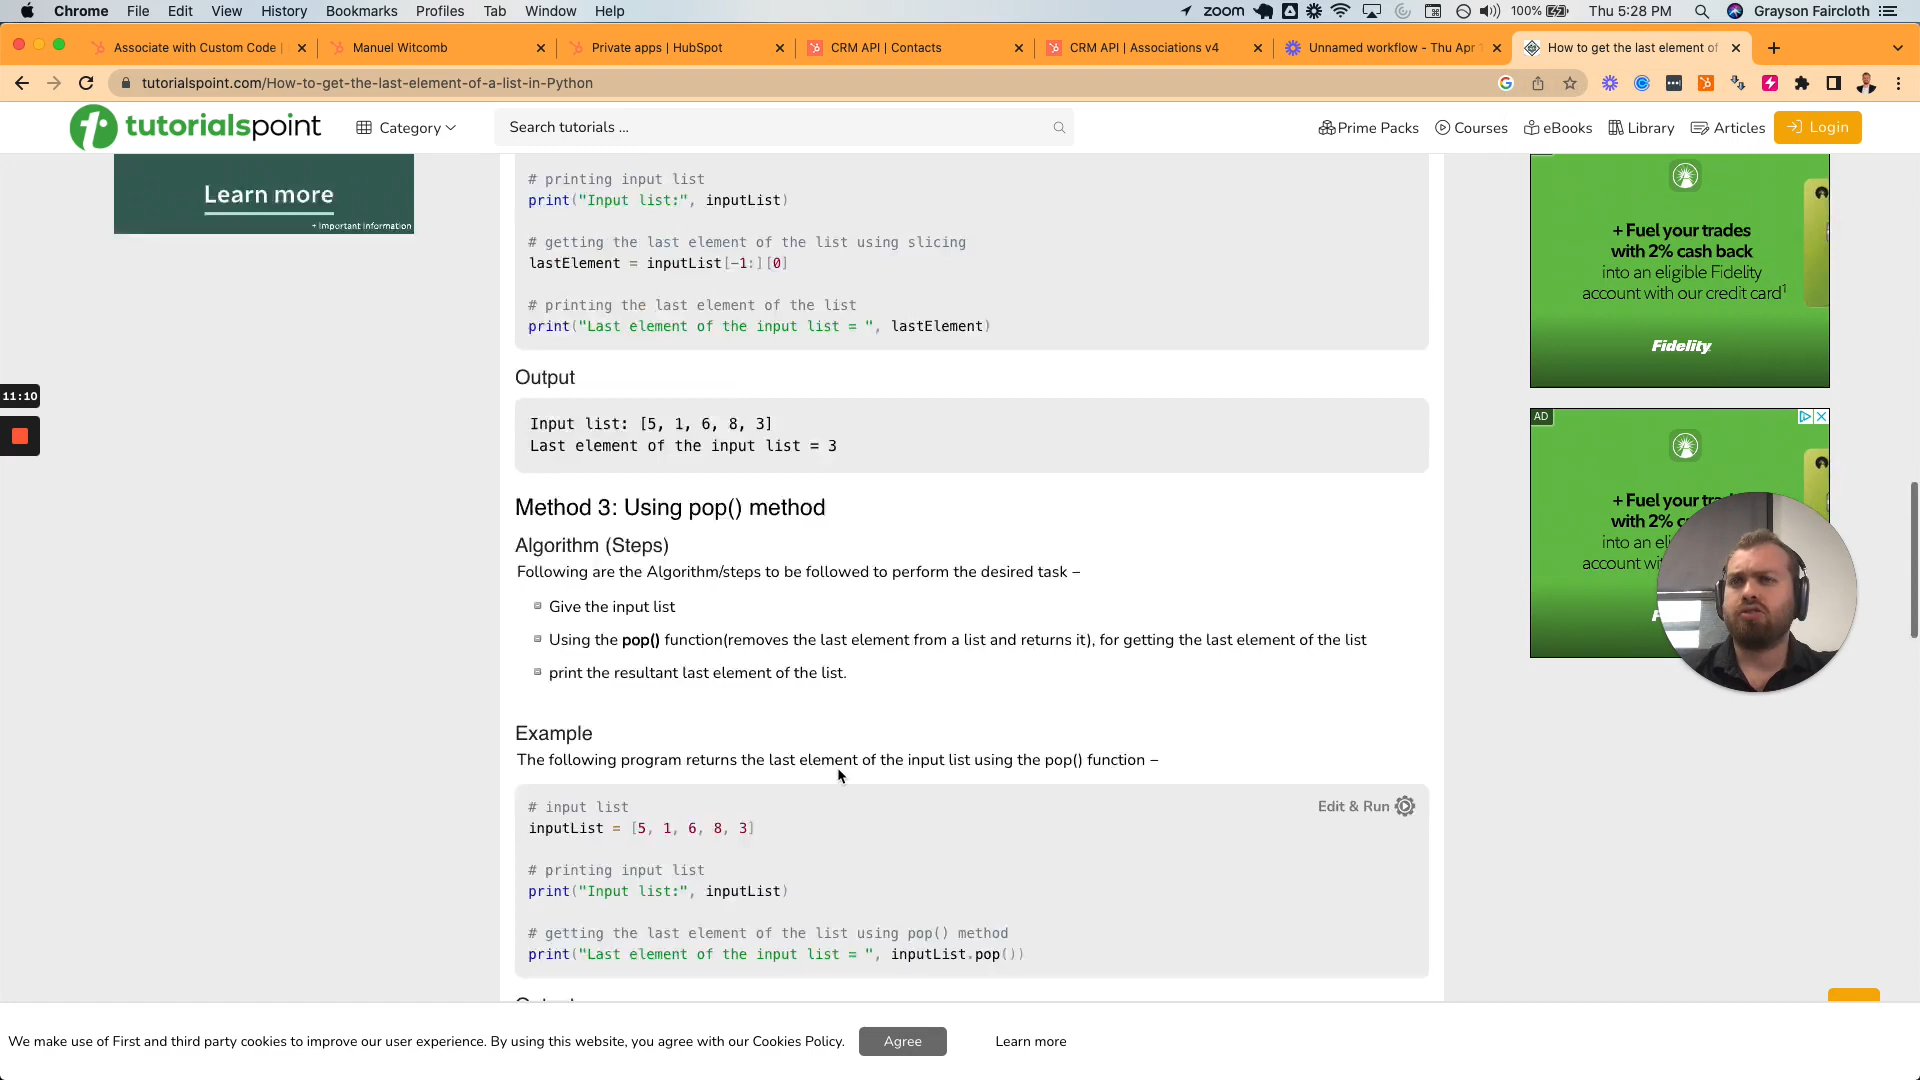 Chrome File Edit View History Bookmarks Profiles Tab Window Help
zoom 100% Thu 5:28 PM Grayson Faircloth
Associate with Custom Code |
Manuel Witcomb
Private apps | HubSpot
CRM API | Contacts
CRM API | Associations v4
Unnamed workflow - Thu Apr
How to get the last element of
tutorialspoint.com/How-to-get-the-last-element-of-a-list-in-Python
tutorialspoint
Category
Search tutorials ...
Prime Packs
Courses
eBooks
Library
Articles
Login
Learn more
+ Important information
# printing input list
print("Input list:", inputList)
# getting the last element of the list using slicing
lastElement = inputList[-1:][0]
# printing the last element of the list
print("Last element of the input list = ", lastElement)
Output
Input list: [5, 1, 6, 8, 3]
Last element of the input list = 3
Method 3: Using pop() method
Algorithm (Steps)
Following are the Algorithm/steps to be followed to perform the desired task −
Give the input list
Using the pop() function(removes the last element from a list and returns it), for getting the last element of the list
print the resultant last element of the list.
Example
The following program returns the last element of the input list using the pop() function −
Edit & Run
# input list
inputList = [5, 1, 6, 8, 3]
# printing input list
print("Input list:", inputList)
# getting the last element of the list using pop() method
print("Last element of the input list = ", inputList.pop())
+ Fuel your trades
with 2% cash back
into an eligible Fidelity
account with our credit card1
Fidelity
AD
+ Fuel your
with 2%
into an
account
11:10
We make use of First and third party cookies to improve our user experience. By using this website, you agree with our Cookies Policy.
Agree
Learn more